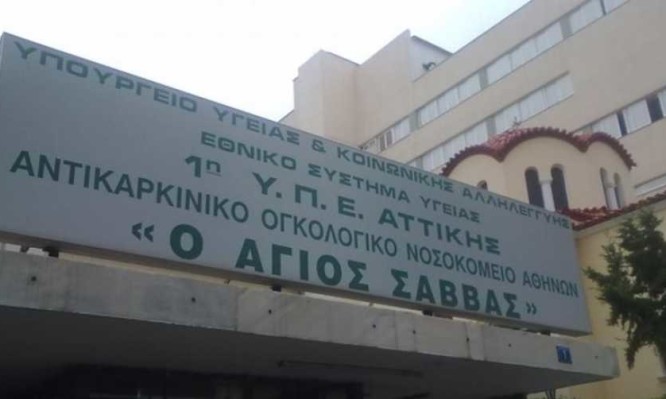 ΥΠΟΥΡΓΕΙΟ ΥΓΕΙΑΣ & ΚΟΙΝΩΝΙΚΗΣ ΑΛΛΗΛΕΓΓΥΗΣ
ΕΘΝΙΚΟ ΣΥΣΤΗΜΑ ΥΓΕΙΑΣ
1η Υ.Π.Ε. ΑΤΤΙΚΗΣ
ΑΝΤΙΚΑΡΚΙΝΙΚΟ ΟΓΚΟΛΟΓΙΚΟ ΝΟΣΟΚΟΜΕΙΟ ΑΘΗΝΩΝ
« Ο ΑΓΙΟΣ ΣΑΒΒΑΣ»